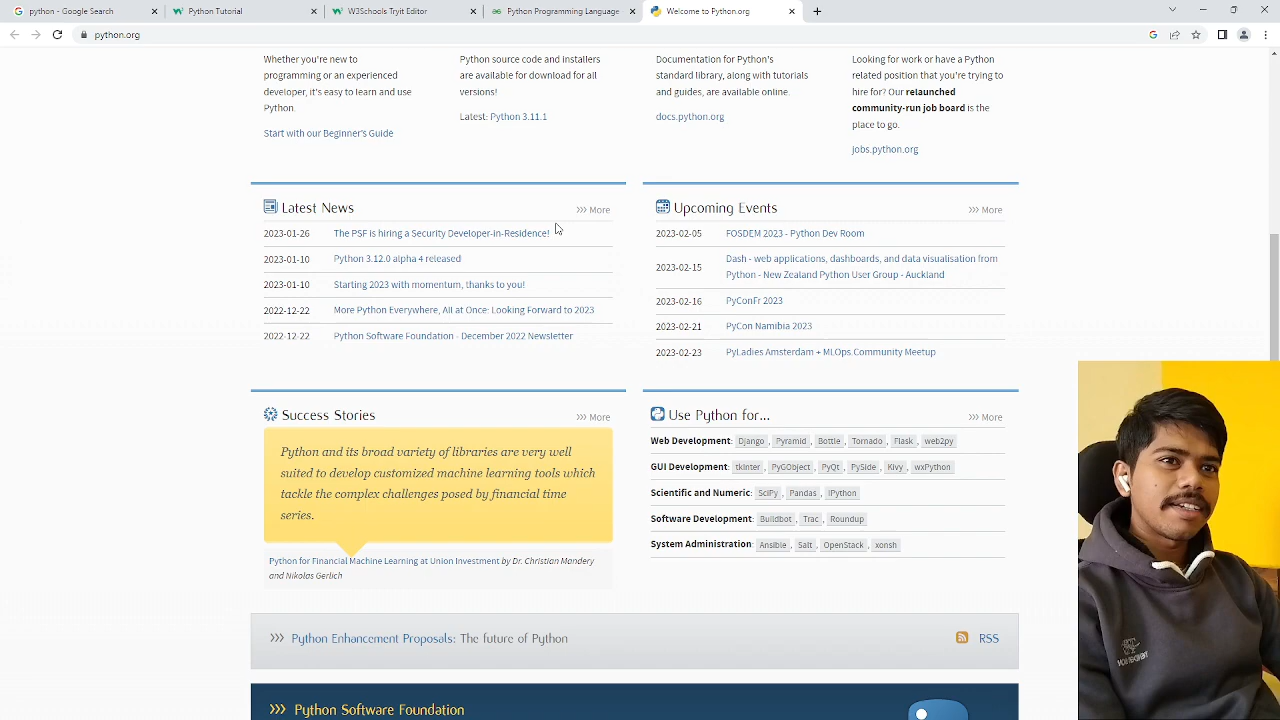 python - Google Search
Python Tutorial
W3Schools Tryit Editor
Python Programming Language
Welcome to Python.org
python.org
Whether you're new to
programming or an experienced
developer, it's easy to learn and use
Python.
Start with our Beginner's Guide
Python source code and installers
are available for download for all
versions!
Latest: Python 3.11.1
Documentation for Python's
standard library, along with tutorials
and guides, are available online.
docs.python.org
Looking for work or have a Python
related position that you're trying to
hire for? Our relaunched
community-run job board is the
place to go.
jobs.python.org
Latest News
>>> More
2023-01-26 The PSF is hiring a Security Developer-in-Residence!
2023-01-10 Python 3.12.0 alpha 4 released
2023-01-10 Starting 2023 with momentum, thanks to you!
2022-12-22 More Python Everywhere, All at Once: Looking Forward to 2023
2022-12-22 Python Software Foundation - December 2022 Newsletter
Upcoming Events
>>> More
2023-02-05 FOSDEM 2023 - Python Dev Room
2023-02-15 Dash - web applications, dashboards, and data visualisation from
Python - New Zealand Python User Group - Auckland
2023-02-16 PyConFr 2023
2023-02-21 PyCon Namibia 2023
2023-02-23 PyLadies Amsterdam + MLOps Community Meetup
Success Stories
>>> More
Python and its broad variety of libraries are very well
suited to develop customized machine learning tools which
tackle the complex challenges posed by financial time
series.
Python for Financial Machine Learning at Union Investment by Dr. Christian Mandery
and Nikolas Gerlich
Use Python for...
>>> More
Web Development: Django, Pyramid, Bottle, Tornado, Flask, web2py
GUI Development: tkInter, PyGObject, PyQt, PySide, Kivy, wxPython
Scientific and Numeric: SciPy, Pandas, IPython
Software Development: Buildbot, Trac, Roundup
System Administration: Ansible, Salt, OpenStack, xonsh
>>> Python Enhancement Proposals: The future of Python
RSS
>>> Python Software Foundation